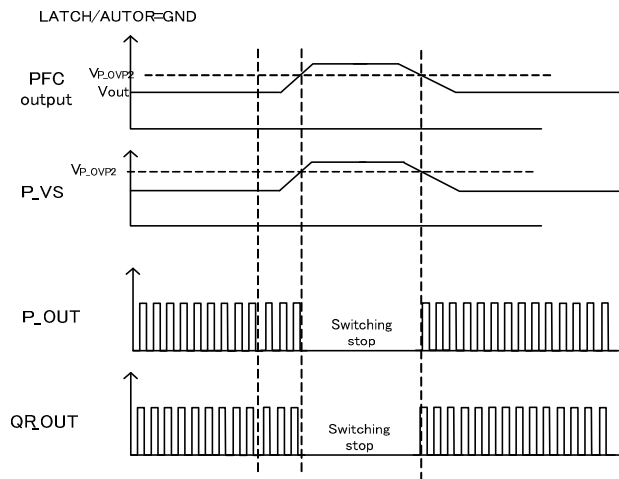 LATCH/AUTOR=GND
PFC
output
VP_OVP2
Vout
P_VS
VP_OVP2
P_OUT
Switching
stop
QR_OUT
Switching
stop